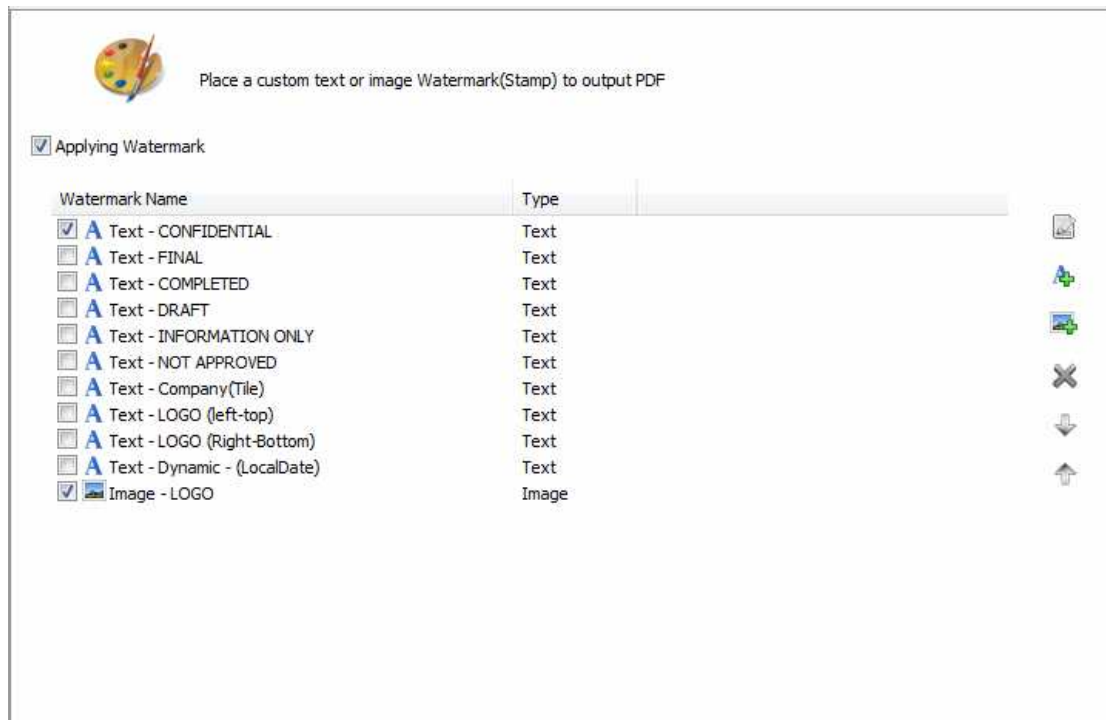 Place a custom text or image Watermark(Stamp) to output PDF
Applying Watermark
Watermark Name Type
Text - CONFIDENTIAL Text
Text - FINAL Text
Text - COMPLETED Text
Text - DRAFT Text
Text - INFORMATION ONLY Text
Text - NOT APPROVED Text
Text - Company(Tile) Text
Text - LOGO (left-top) Text
Text - LOGO (Right-Bottom) Text
Text - Dynamic - (LocalDate) Text
Image - LOGO Image